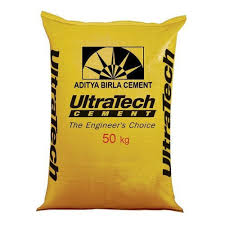 ADITYA BIRLA CEMENT
UltraTech
CEMENT
The Engineer's Choice
50 kg
UltraTech
UltraTech